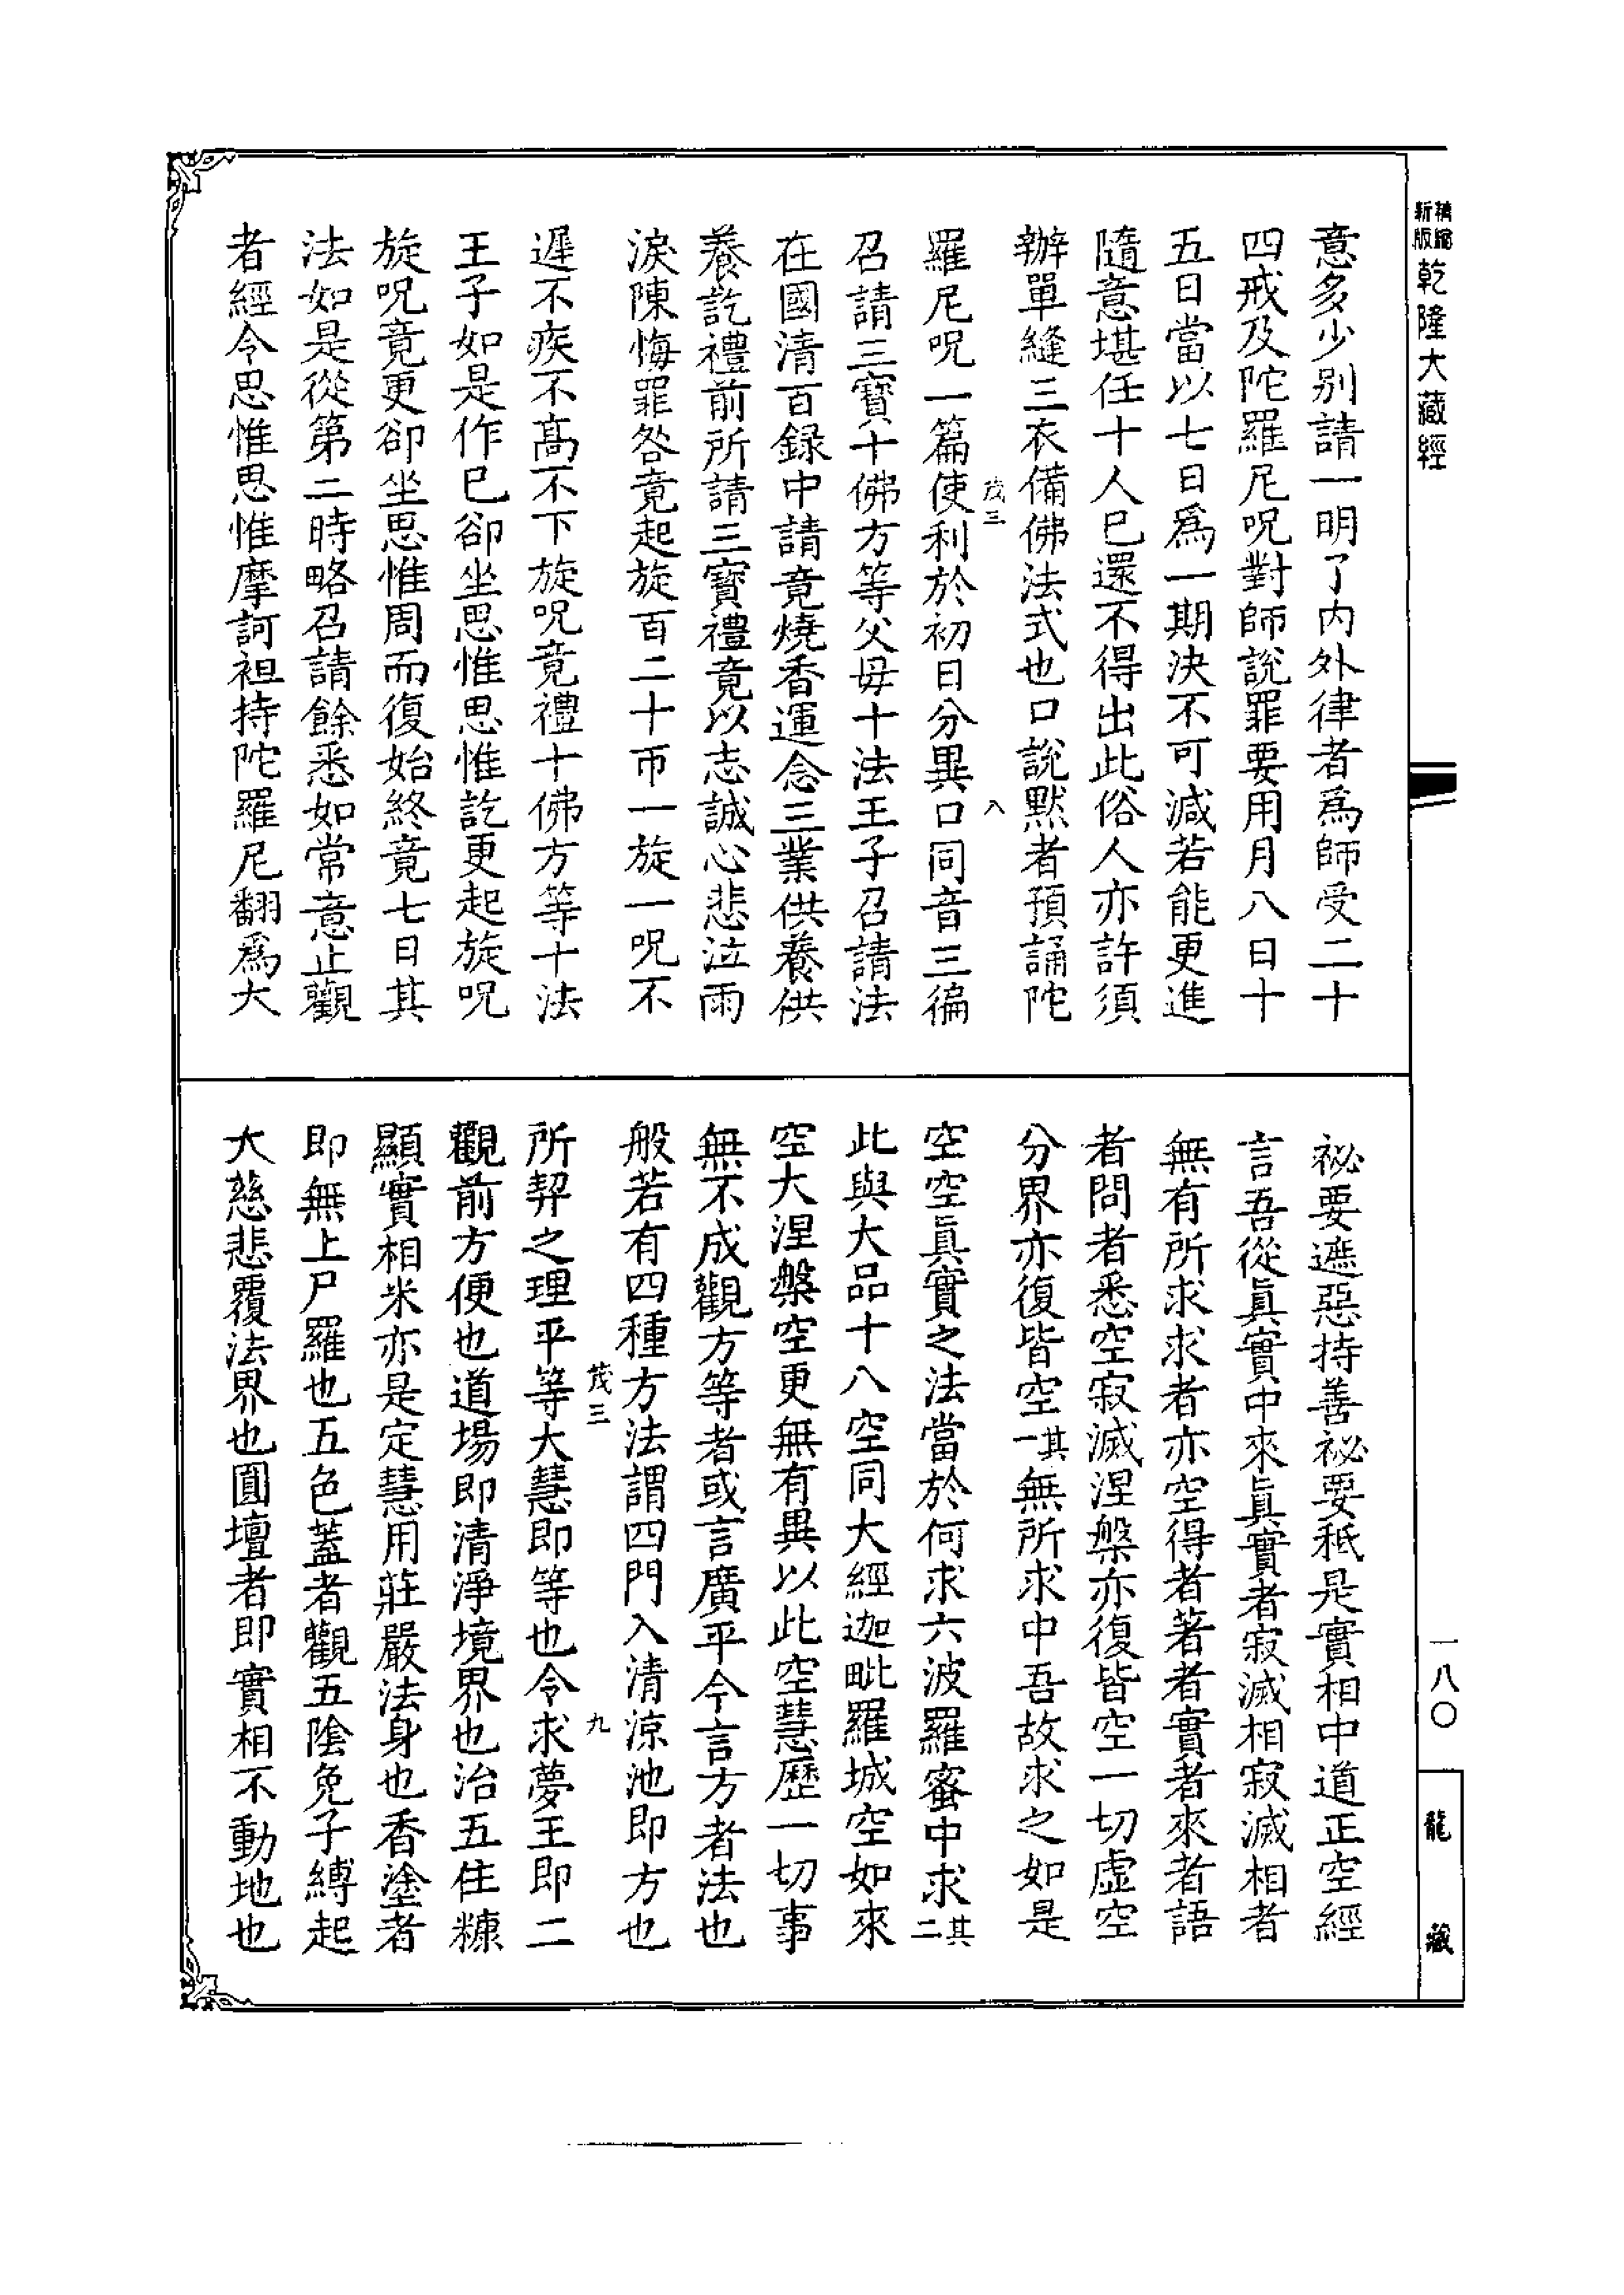 精縮
新版
乾隆大藏經
意多少別請一明了内外律者爲師受二十
四戒及陀羅尼呪對師說罪要用月八日十
五日當以七日爲一期決不可減若能更進
隨意堪任十人已還不得出此俗人亦許須
辦單縫三衣備佛法式也口說默者預誦陀
茂三
八
羅尼呪一篇使利於初日分異口同音三徧
召請三寶十佛方等父母十法王子召請法
在國清百録中請竟燒香運念三業供養供
養訖禮前所請三寶禮竟以志誠心悲泣雨
淚陳悔罪咎竟起旋百二十帀一旋一呪不
遲不疾不髙不下旋呪竟禮十佛方等十法
王子如是作已卻坐思惟思惟訖更起旋呪
旋呪竟更卻坐思惟周而復始終竟七日其
法如是從第二時略召請餘悉如常意止觀
者經令思惟思惟摩訶袒持陀羅尼翻爲大
祕要遮惡持善祕要秖是實相中道正空經
言吾從眞實中來眞實者寂滅相寂滅相者
無有所求求者亦空得者著者實者來者語
者問者悉空寂滅涅槃亦復皆空一切虚空
分界亦復皆空其一無所求中吾故求之如是
空空眞實之法當於何求六波羅蜜中求其二
此與大品十八空同大經迦毗羅城空如來
空大涅槃空更無有異以此空慧歷一切事
無不成觀方等者或言廣平今言方者法也
般若有四種方法謂四門入清涼池即方也
茂三
九
所契之理平等大慧即等也令求夢王即二
觀前方便也道場即清淨境界也治五住糠
顯實相米亦是定慧用莊嚴法身也香塗者
即無上尸羅也五色蓋者觀五陰免子縛起
大慈悲覆法界也圓壇者即實相不動地也
一八〇
龍藏